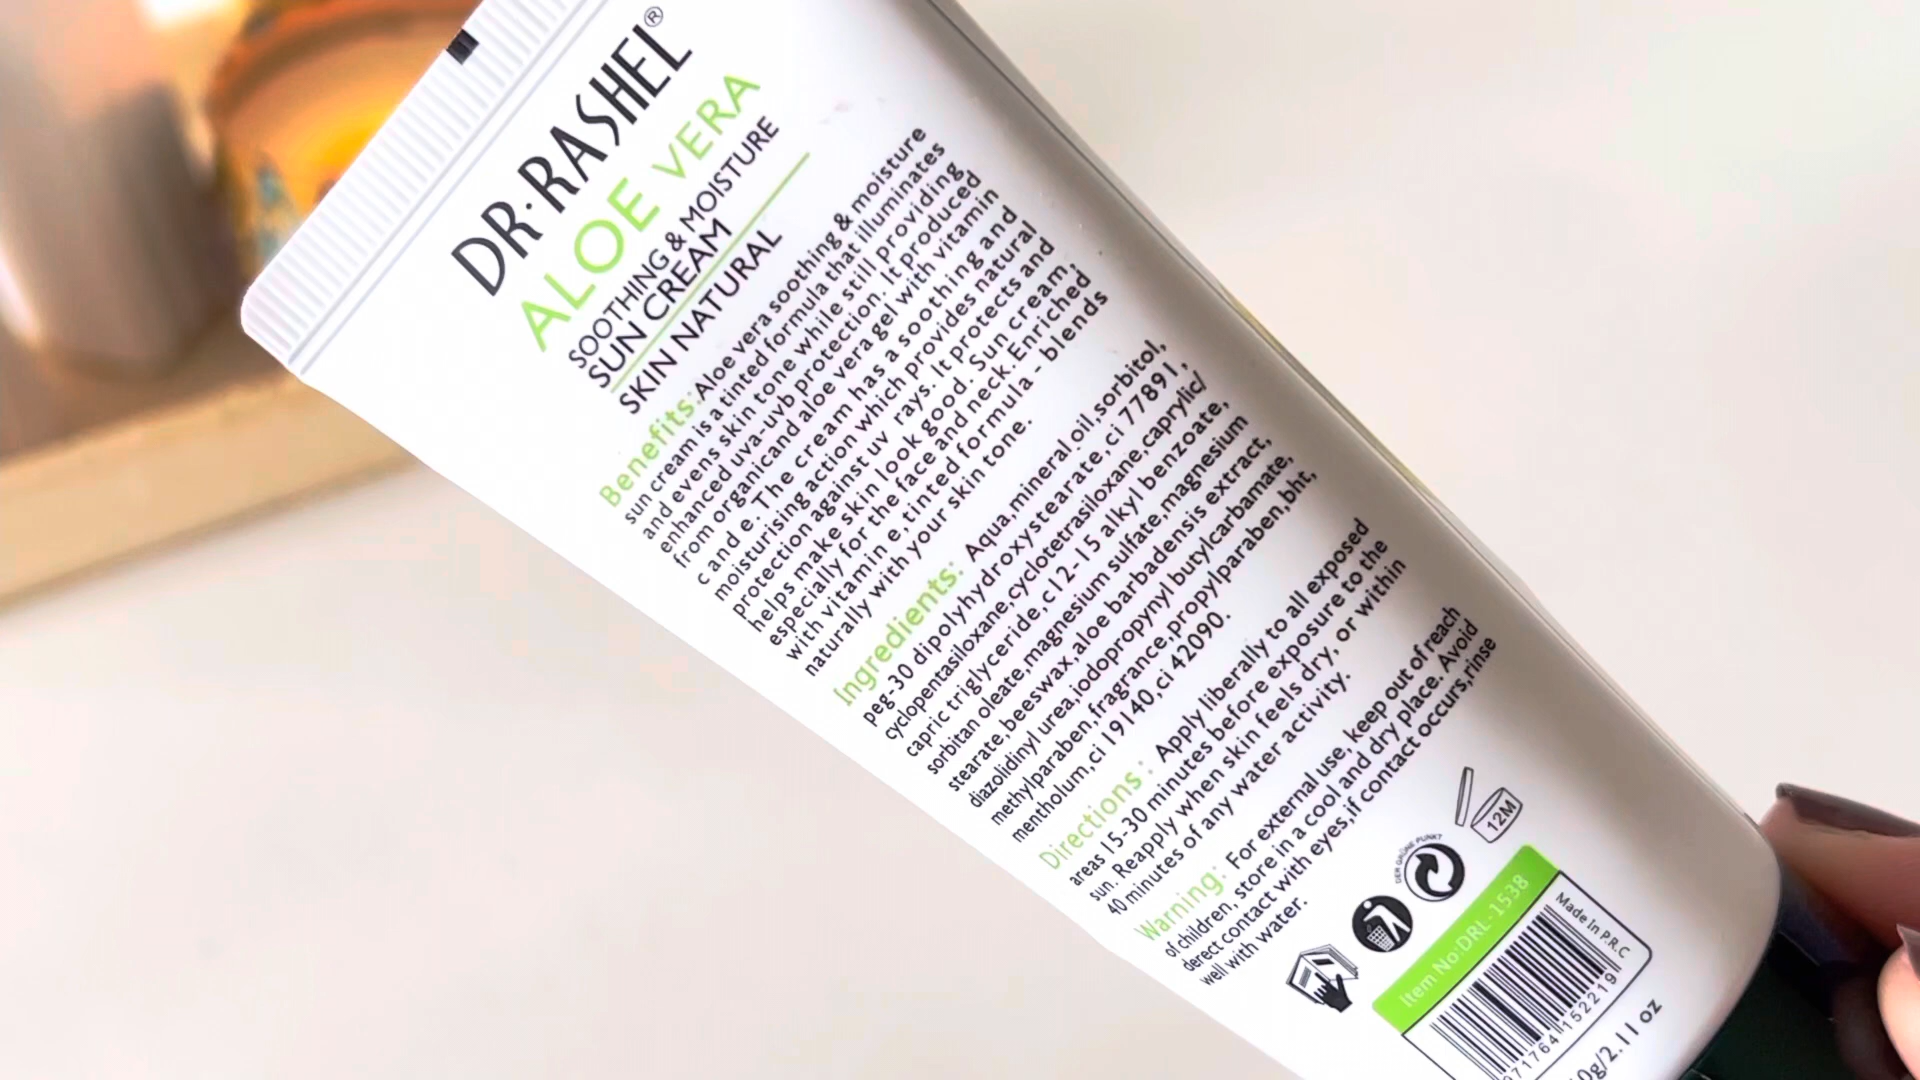 DR·RASHEL®
ALOE VERA
SOOTHING & MOISTURE
SUN CREAM
SKIN NATURAL
Benefits: Aloe vera soothing & moisture
sun cream is a tinted formula that illuminates
and evens skin tone while still providing
enhanced uva-uvb protection. It produced
from organic and aloe vera gel with vitamin
c and e. The cream has a soothing and
moisturising action which provides natural
protection against uv rays. It protects and
helps make skin look good. Sun cream,
especially for the face and neck. Enriched
with vitamin e, tinted formula - blends
naturally with your skin tone.
Ingredients: Aqua,mineral oil,sorbitol,
peg-30 dipolyhydroxystearate,ci 77891,
cyclopentasiloxane,cyclotetrasiloxane,caprylic/
capric triglyceride,c12-15 alkyl benzoate,
sorbitan oleate,magnesium sulfate,magnesium
stearate,beeswax,aloe barbadensis extract,
diazolidinyl urea,iodopropynyl butylcarbamate,
methylparaben,fragrance,propylparaben,bht,
mentholum,ci 19140,ci 42090.
Directions: Apply liberally to all exposed
areas 15-30 minutes before exposure to the
sun. Reapply when skin feels dry, or within
40 minutes of any water activity.
Warning: For external use, keep out of reach
of children, store in a cool and dry place. Avoid
derect contact with eyes,if contact occurs,rinse
well with water.
12M
DER GRÜNE PUNKT
Item No:DRL-1538
Made In P.R.C
971764152219
0g/2.11 oz